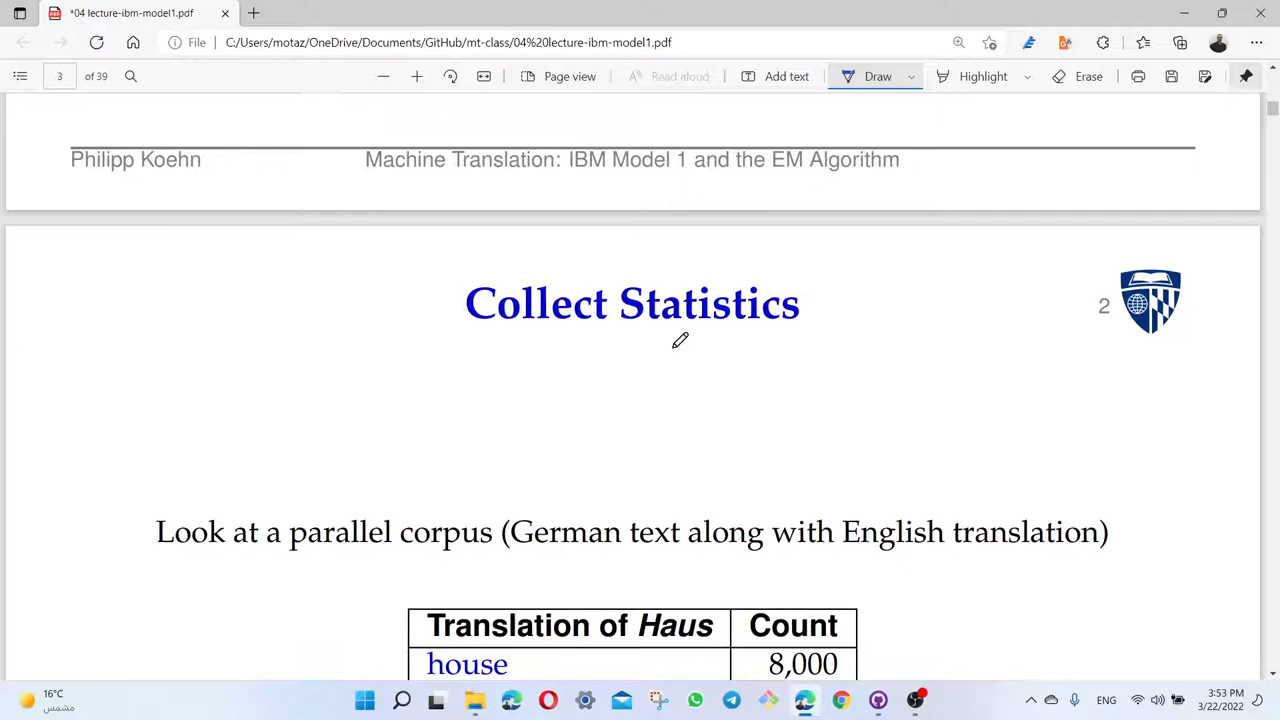 *04 lecture-ibm-model1.pdf
File C:/Users/motaz/OneDrive/Documents/GitHub/mt-class/04%20lecture-ibm-model1.pdf
3 of 39 Page view Read aloud Add text Draw Highlight Erase
Philipp Koehn Machine Translation: IBM Model 1 and the EM Algorithm
Collect Statistics
2
Look at a parallel corpus (German text along with English translation)
Translation of Haus Count
house 8,000
16°C
مشمس
ENG
3:53 PM
3/22/2022